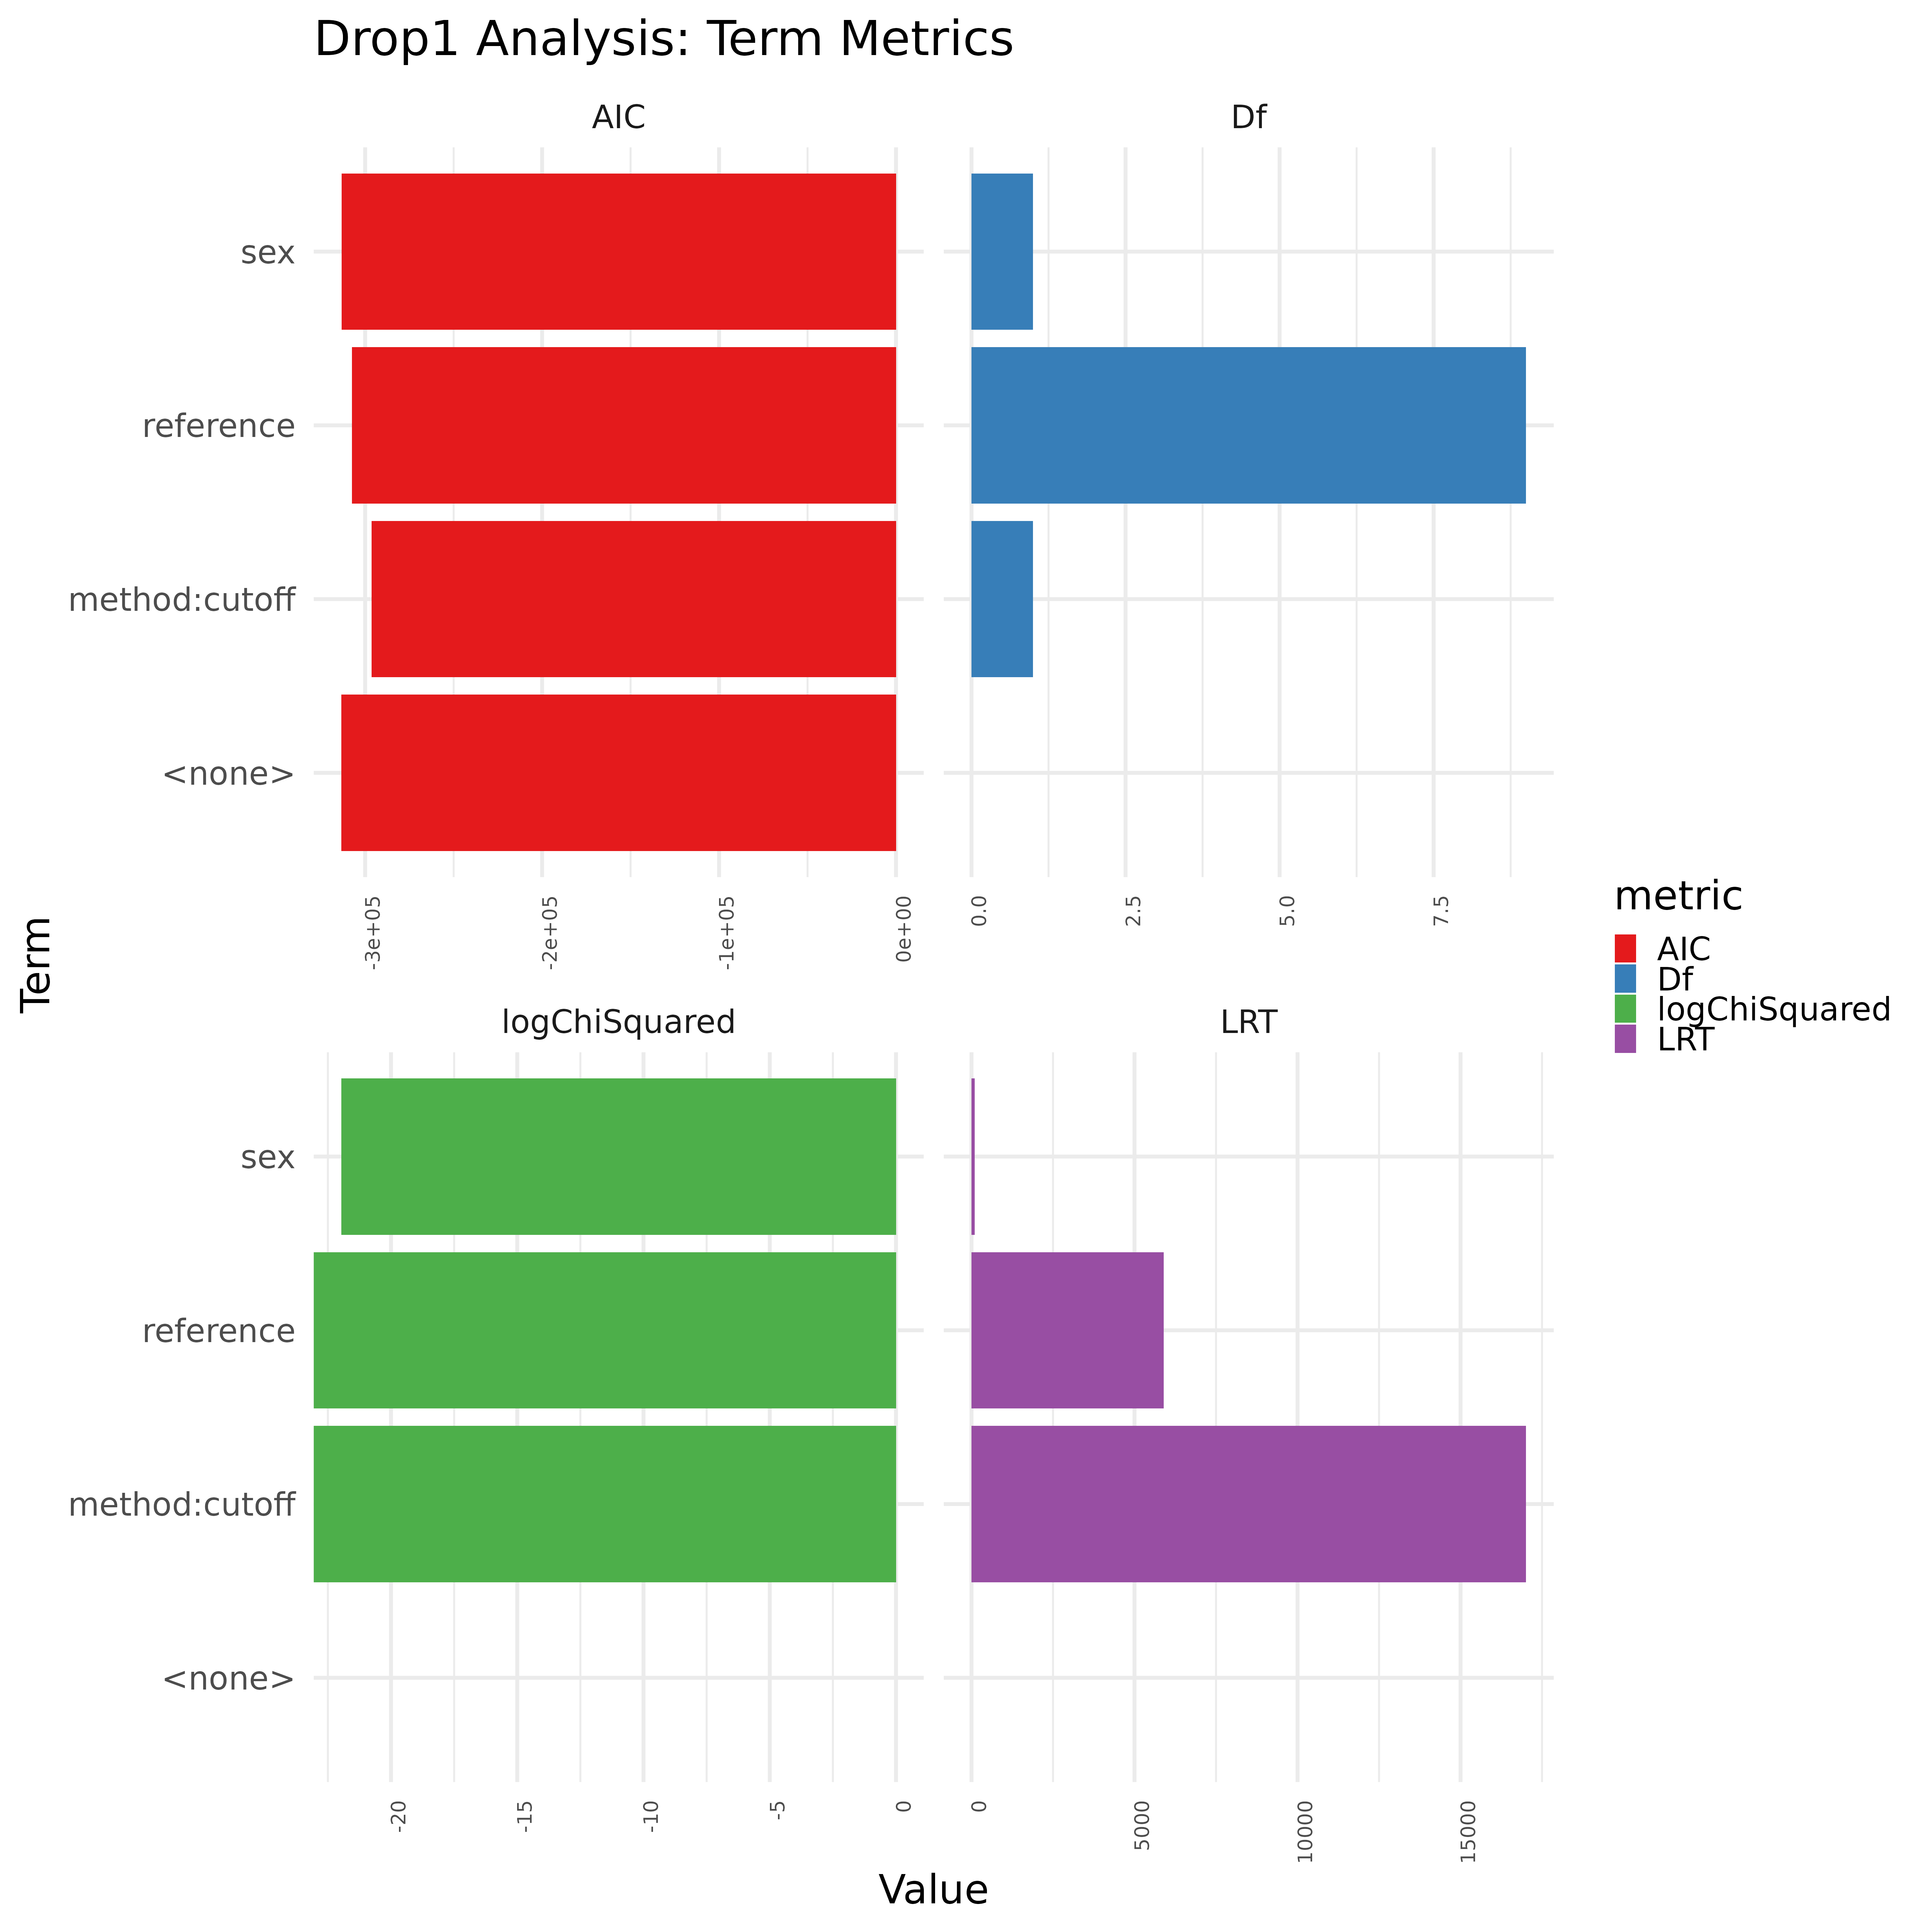 Drop1 Analysis: Term Metrics
AIC
Df
sex
reference
method:cutoff
<none>
-3e+05
-2e+05
-1e+05
0e+00
0.0
2.5
5.0
7.5
Term
metric
AIC
Df
logChiSquared
LRT
logChiSquared
LRT
sex
reference
method:cutoff
<none>
-20
-15
-10
-5
0
0
5000
10000
15000
Value